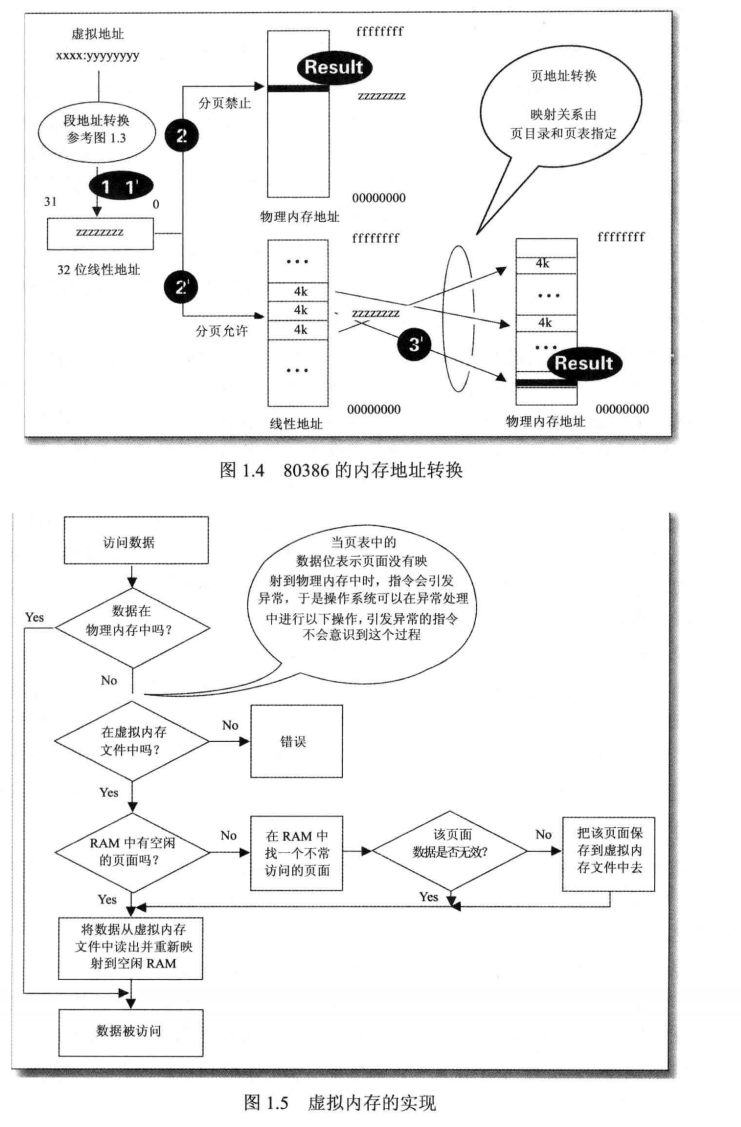 虚拟地址
xxxx:yyyyyyyy
段地址转换
参考图 1.3
1 1'
31
0
zzzzzzzz
32 位线性地址
2
分页禁止
2'
分页允许
ffffffff
Result
zzzzzzzz
00000000
物理内存地址
ffffffff
•••
4k
4k
4k
•••
zzzzzzzz
00000000
线性地址
3'
页地址转换
映射关系由
页目录和页表指定
ffffffff
4k
•••
4k
•••
Result
00000000
物理内存地址
图 1.4 80386 的内存地址转换
访问数据
当页表中的
数据位表示页面没有映
射到物理内存中时，指令会引发
异常，于是操作系统可以在异常处理
中进行以下操作，引发异常的指令
不会意识到这个过程
Yes
数据在
物理内存中吗？
No
在虚拟内存
文件中吗？
No
错误
Yes
RAM 中有空闲
的页面吗？
No
在 RAM 中
找一个不常
访问的页面
该页面
数据是否无效？
No
把该页面保
存到虚拟内
存文件中去
Yes
Yes
将数据从虚拟内存
文件中读出并重新映
射到空闲 RAM
数据被访问
图 1.5 虚拟内存的实现